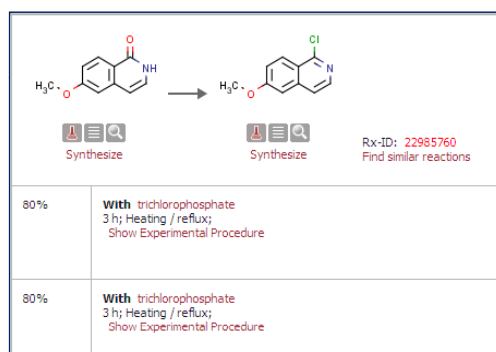 O
NH
H₃C
O
Cl
N
H₃C
O
Synthesize
Synthesize
Rx-ID: 22985760
Find similar reactions
80%
With trichlorophosphate
3 h; Heating / reflux;
Show Experimental Procedure
80%
With trichlorophosphate
3 h; Heating / reflux;
Show Experimental Procedure